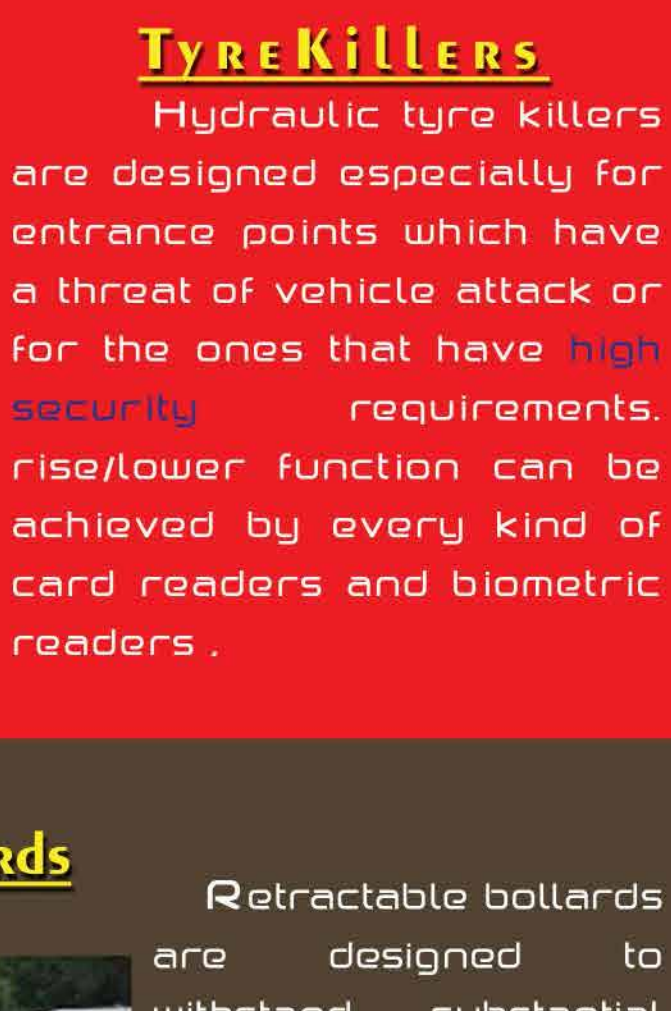 TyreKillers
Hydraulic tyre killers
are designed especially for
entrance points which have
a threat of vehicle attack or
for the ones that have high
security requirements.
rise/lower function can be
achieved by every kind of
card readers and biometric
readers .
rds
Retractable bollards
are designed to
withstand substantial